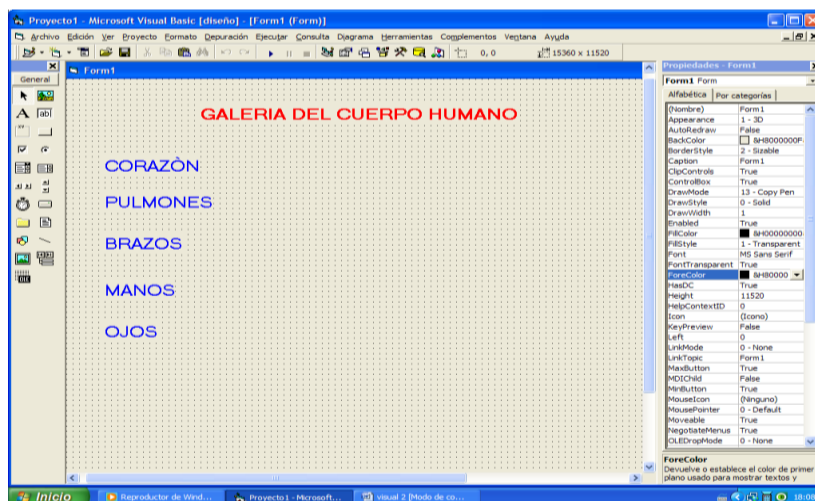 Proyecto1 - Microsoft Visual Basic [diseño] - [Form1 (Form)]
Archivo Edición Ver Proyecto Formato Depuración Ejecutar Consulta Diagrama Herramientas Complementos Ventana Ayuda
0, 0 15360 x 11520
General
Form1
GALERIA DEL CUERPO HUMANO
CORAZÒN
PULMONES
BRAZOS
MANOS
OJOS
Propiedades - Form1
Form1 Form
Alfabética Por categorías
(Nombre) Form1
Appearance 1 - 3D
AutoRedraw False
BackColor &H8000000F
BorderStyle 2 - Sizable
Caption Form1
ClipControls True
ControlBox True
DrawMode 13 - Copy Pen
DrawStyle 0 - Solid
DrawWidth 1
Enabled True
FillColor &H00000000
FillStyle 1 - Transparent
Font MS Sans Serif
FontTransparent True
ForeColor &H80000
HasDC True
Height 11520
HelpContextID 0
Icon (Icono)
KeyPreview False
Left 0
LinkMode 0 - None
LinkTopic Form1
MaxButton True
MDIChild False
MinButton True
MouseIcon (Ninguno)
MousePointer 0 - Default
Moveable True
NegotiateMenus True
OLEDropMode 0 - None
ForeColor
Devuelve o establece el color de primer
plano usado para mostrar textos y
Inicio Reproductor de Wind... Proyecto1 - Microsoft... visual 2 [Modo de co... 18:08